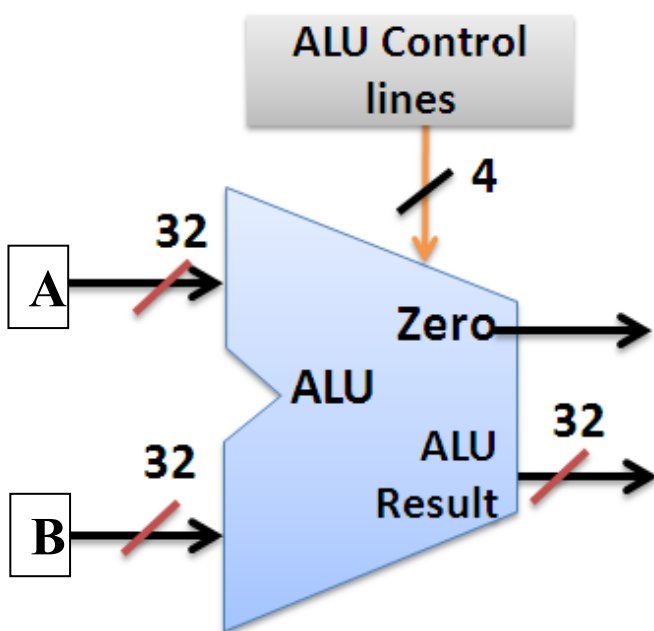 ALU Control
lines
4
32
A
Zero
ALU
32
ALU
Result
32
B